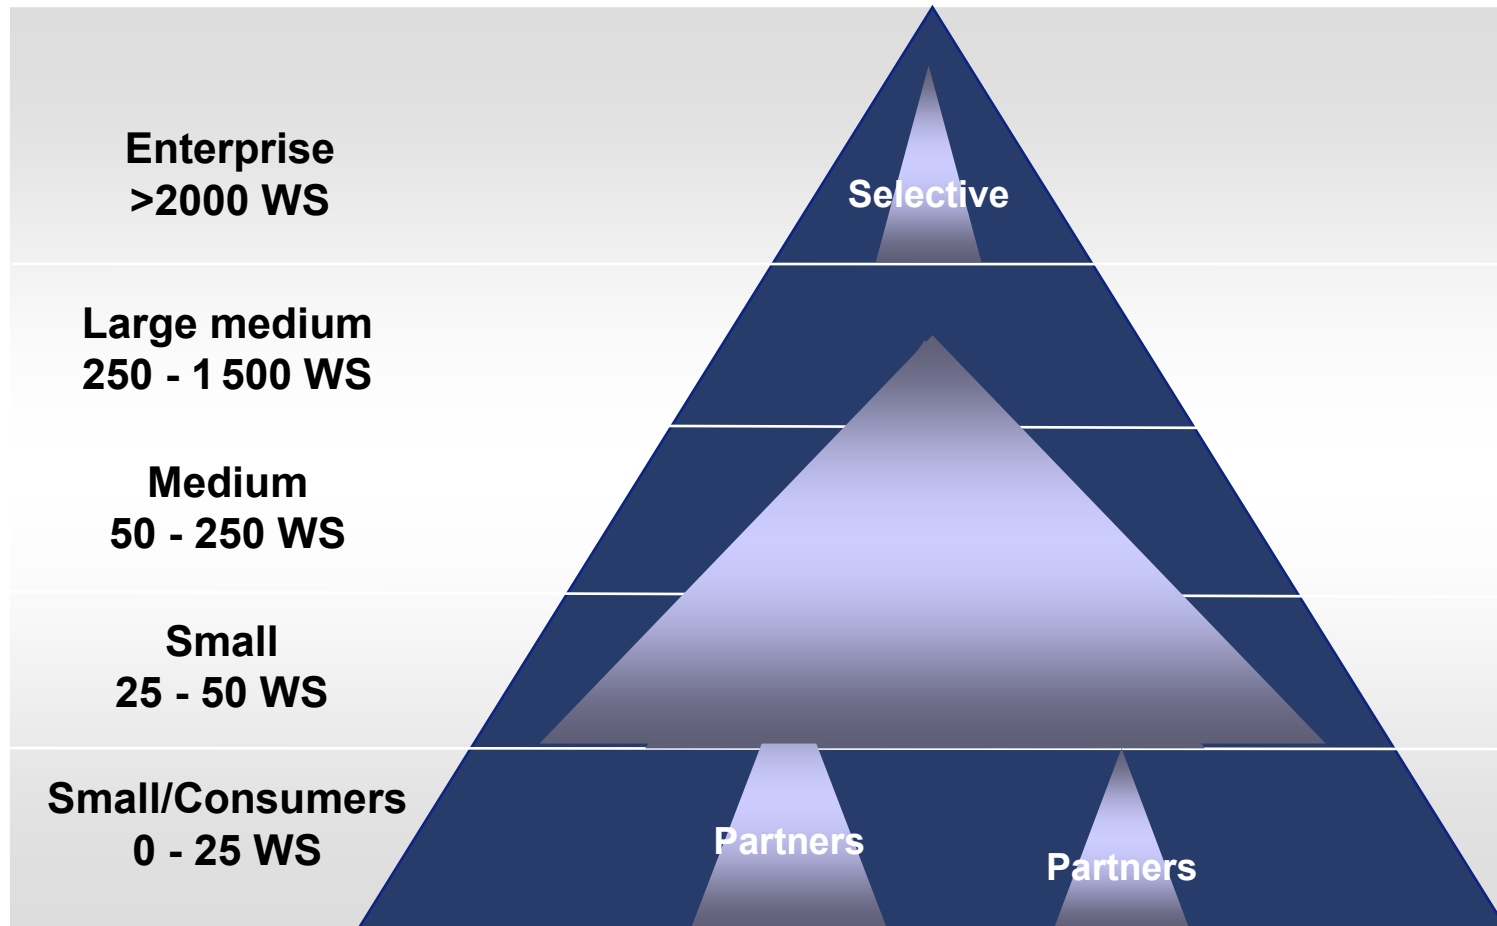 Enterprise
>2000 WS
Selective
Large medium
250 - 1 500 WS
Medium
50 - 250 WS
Small
25 - 50 WS
Small/Consumers
0 - 25 WS
Partners
Partners